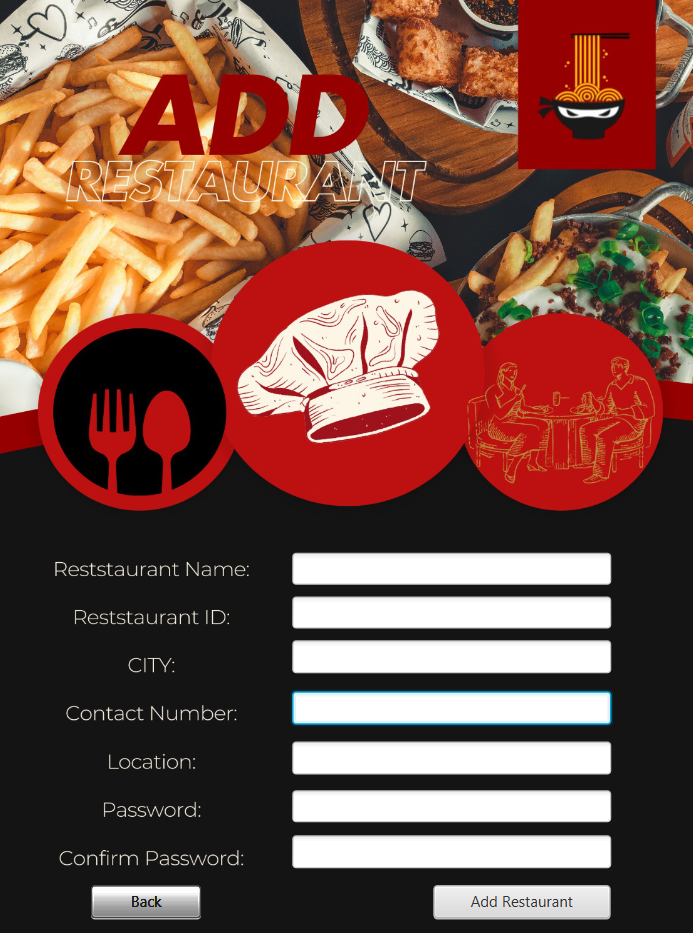 ADD
RESTAURANT
Reststaurant Name:
Reststaurant ID:
CITY:
Contact Number:
Location:
Password:
Confirm Password:
Back
Add Restaurant